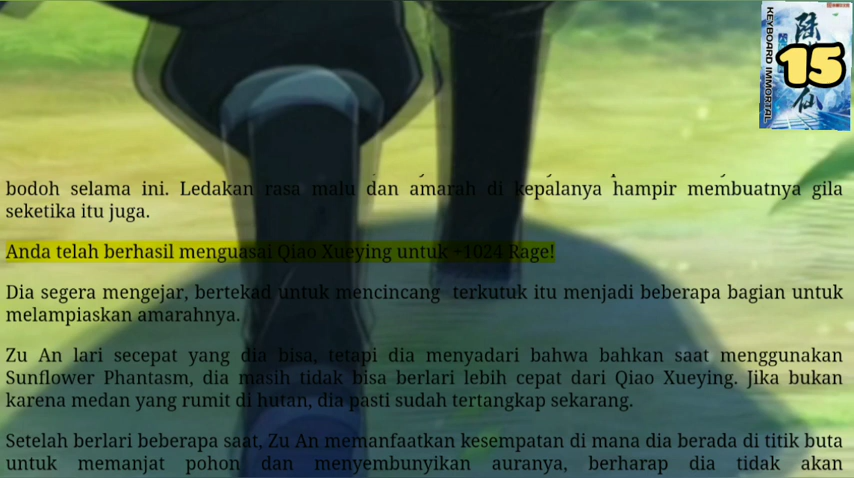 陸
仙
KEYBOARD IMMORTAL
15
bodoh selama ini. Ledakan rasa malu dan amarah di kepalanya hampir membuatnya gila
seketika itu juga.
Anda telah berhasil menguasai Qiao Xueying untuk +1024 Rage!
Dia segera mengejar, bertekad untuk mencincang terkutuk itu menjadi beberapa bagian untuk
melampiaskan amarahnya.
Zu An lari secepat yang dia bisa, tetapi dia menyadari bahwa bahkan saat menggunakan
Sunflower Phantasm, dia masih tidak bisa berlari lebih cepat dari Qiao Xueying. Jika bukan
karena medan yang rumit di hutan, dia pasti sudah tertangkap sekarang.
Setelah berlari beberapa saat, Zu An memanfaatkan kesempatan di mana dia berada di titik buta
untuk memanjat pohon dan menyembunyikan auranya, berharap dia tidak akan